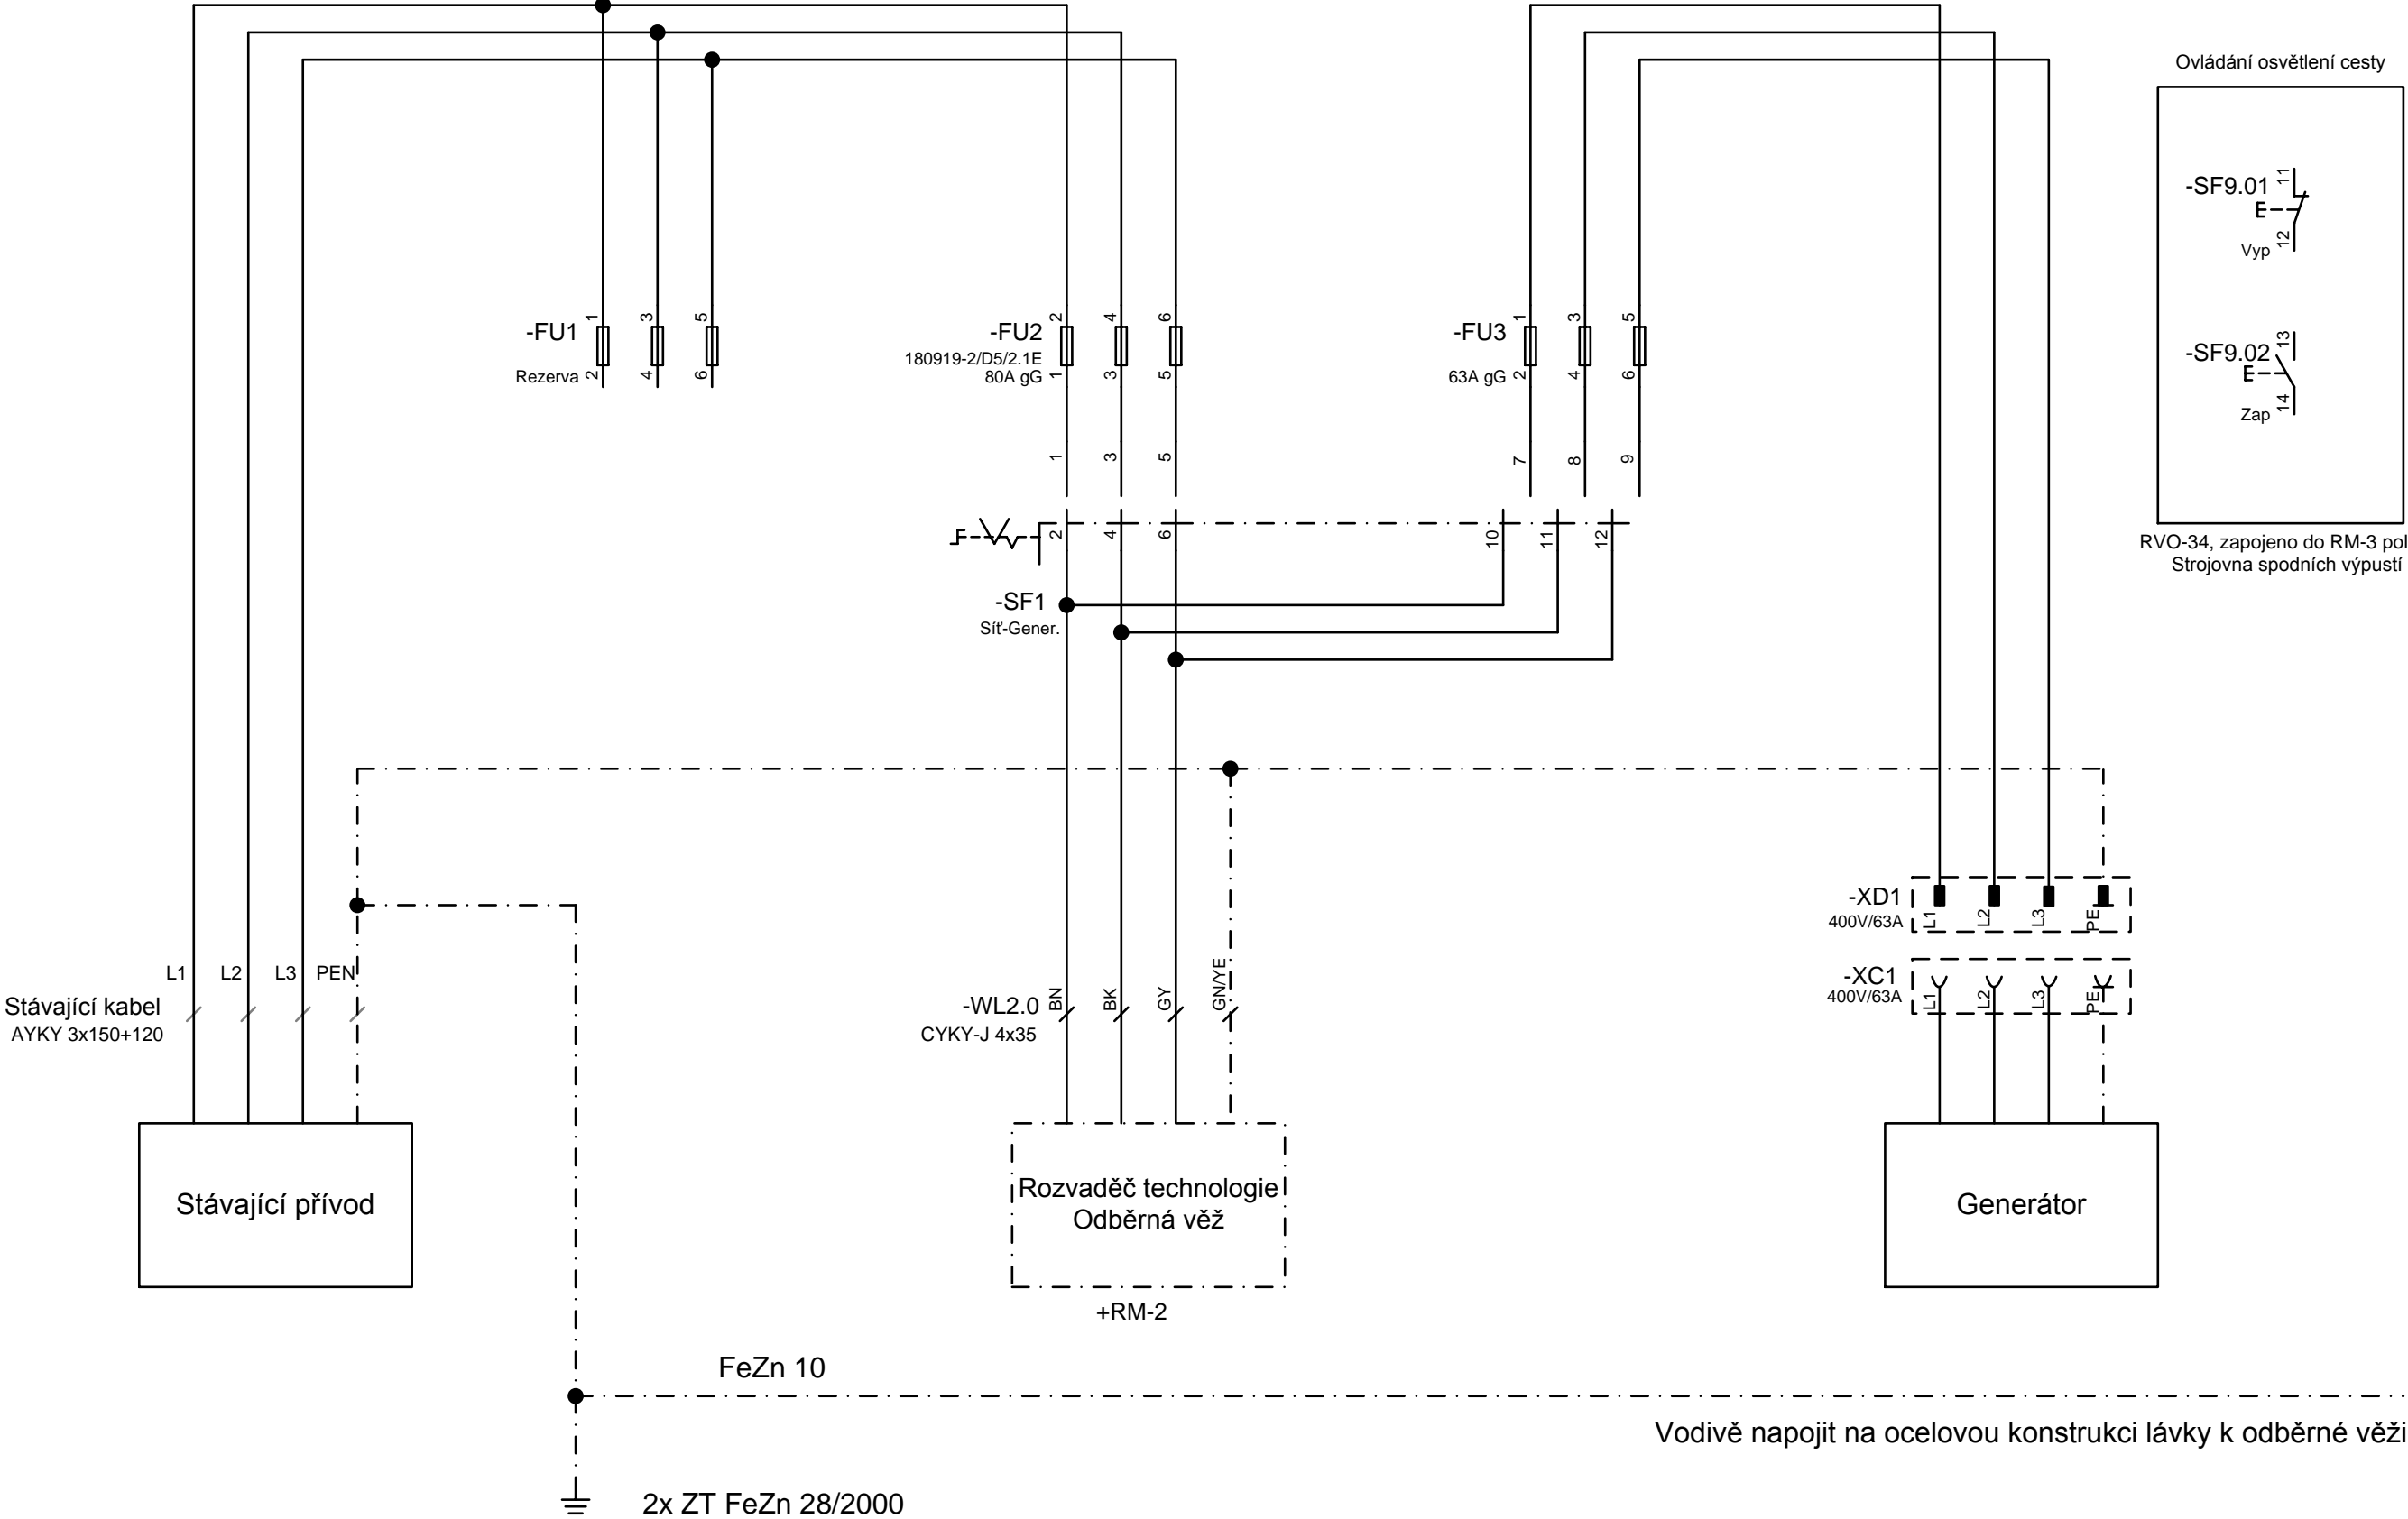 Ovládání osvětlení cesty
-SF9.01
11
12
Vyp
-SF9.02
13
14
Zap
RVO-34, zapojeno do RM-3 pol
Strojovna spodních výpustí
-FU1
Rezerva
1 3 5
2 4 6
-FU2
180919-2/D5/2.1E
80A gG
2 4 6
1 3 5
-FU3
63A gG
1 3 5
2 4 6
1 3 5
7 8 9
2 4 6
10 11 12
-SF1
Síť-Gener.
L1 L2 L3 PEN
Stávající kabel
AYKY 3x150+120
-WL2.0
CYKY-J 4x35
BN BK GY GN/YE
-XD1
400V/63A
L1 L2 L3 PE
-XC1
400V/63A
L1 L2 L3 PE
Stávající přívod
Rozvaděč technologie
Odběrná věž
+RM-2
Generátor
FeZn 10
Vodivě napojit na ocelovou konstrukci lávky k odběrné věži
2x ZT FeZn 28/2000